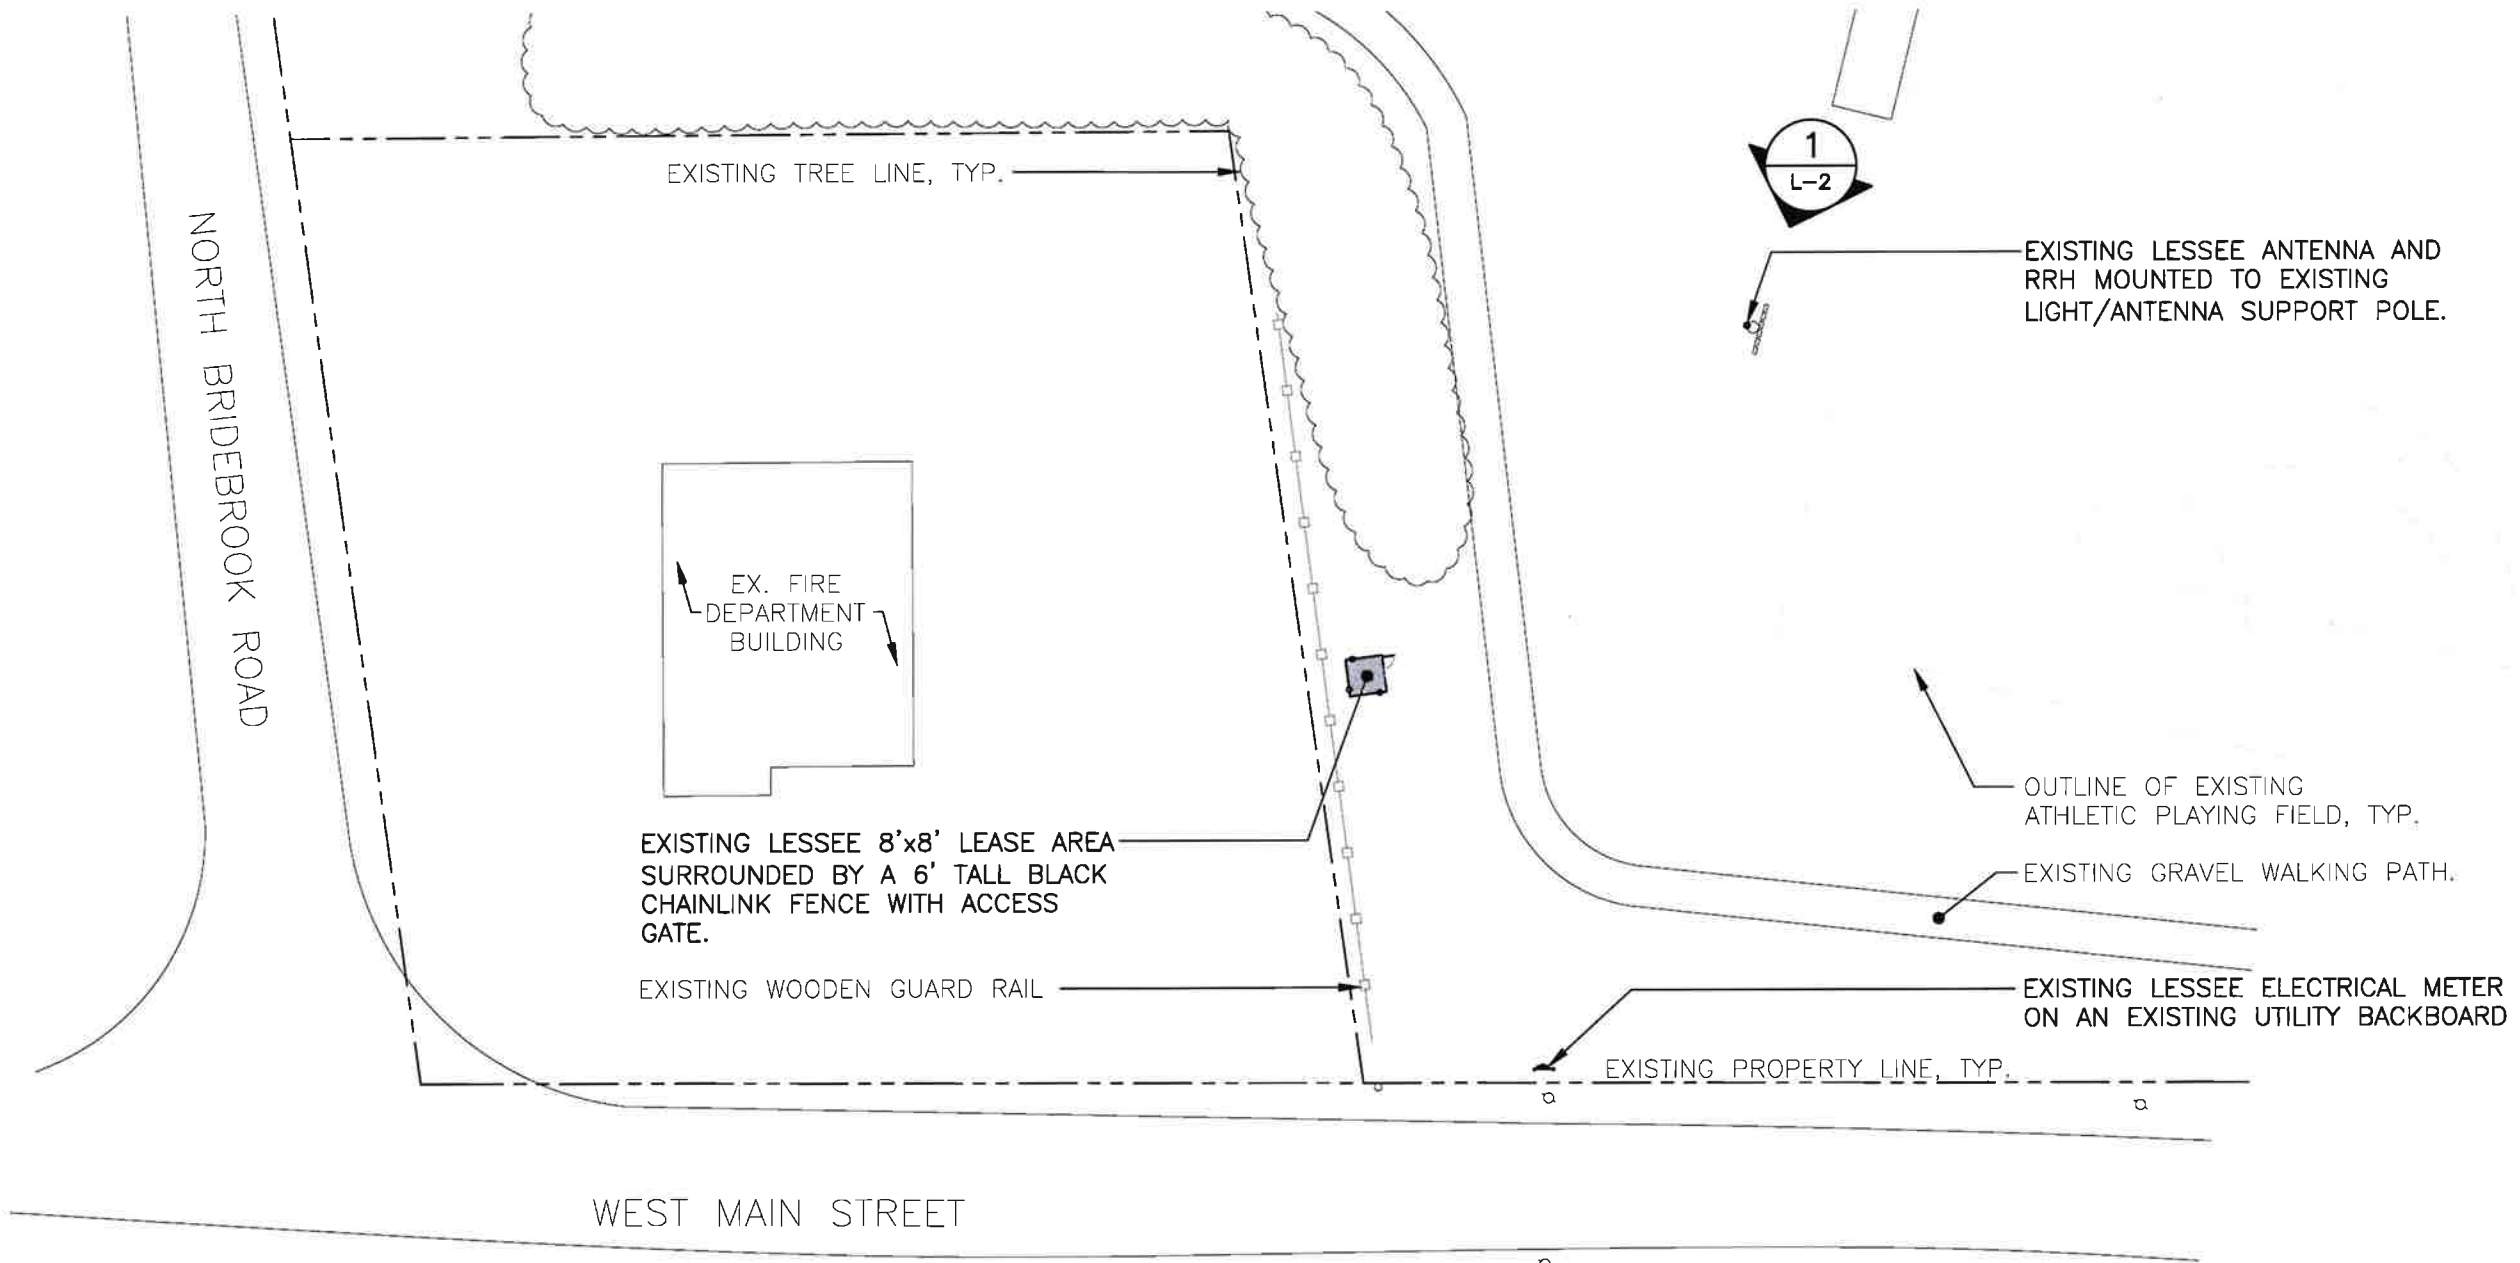 1
L-2
EXISTING TREE LINE, TYP.
NORTH BRIDEBROOK ROAD
EXISTING LESSEE ANTENNA AND
RRH MOUNTED TO EXISTING
LIGHT/ANTENNA SUPPORT POLE.
EX. FIRE
DEPARTMENT
BUILDING
OUTLINE OF EXISTING
ATHLETIC PLAYING FIELD, TYP.
EXISTING LESSEE 8'x8' LEASE AREA
SURROUNDED BY A 6' TALL BLACK
CHAINLINK FENCE WITH ACCESS
GATE.
EXISTING GRAVEL WALKING PATH.
EXISTING WOODEN GUARD RAIL
EXISTING LESSEE ELECTRICAL METER
ON AN EXISTING UTILITY BACKBOARD
EXISTING PROPERTY LINE, TYP.
WEST MAIN STREET